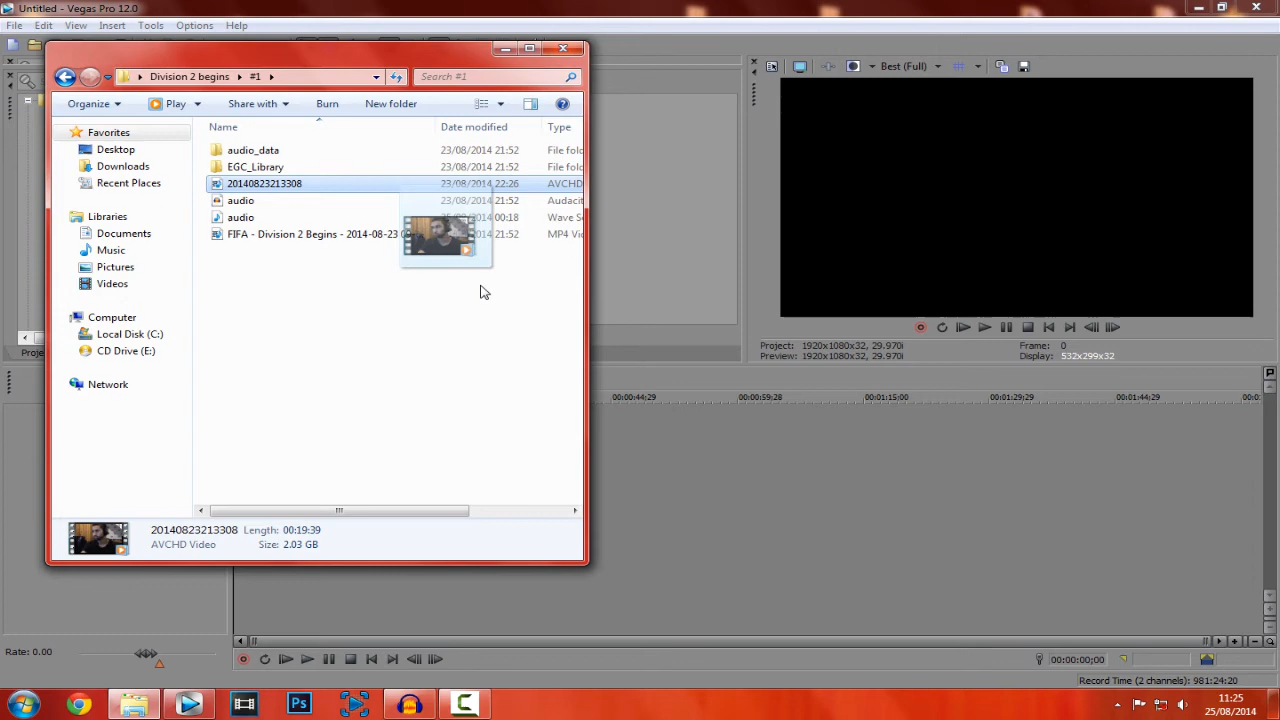 Untitled - Vegas Pro 12.0
File Edit View Insert Tools Options Help
Division 2 begins #1 Search #1
Best (Full)
Organize Play Share with Burn New folder
Name Date modified Type
Favorites
Desktop
Downloads
Recent Places
Libraries
Documents
Music
Pictures
Videos
Computer
Local Disk (C:)
CD Drive (E:)
Network
audio_data 23/08/2014 21:52 File fol
EGC_Library 23/08/2014 21:52 File fol
20140823213308 23/08/2014 22:26 AVCHD
audio 23/08/2014 21:52 Audacit
audio 00:18 Wave S
FIFA - Division 2 Begins - 2014-08-23 21:52 MP4 Vi
20140823213308 Length: 00:19:39
AVCHD Video Size: 2.03 GB
Project: 1920x1080x32, 29.970i Frame: 0
Preview: 1920x1080x32, 29.970i Display: 532x299x32
Proje
00:00:44;29 00:00:59;28 00:01:15;00 00:01:29;29 00:01:44;29 00:0
Rate: 0.00
00:00:00;00
Record Time (2 channels): 981:24:20
Ps
11:25
25/08/2014